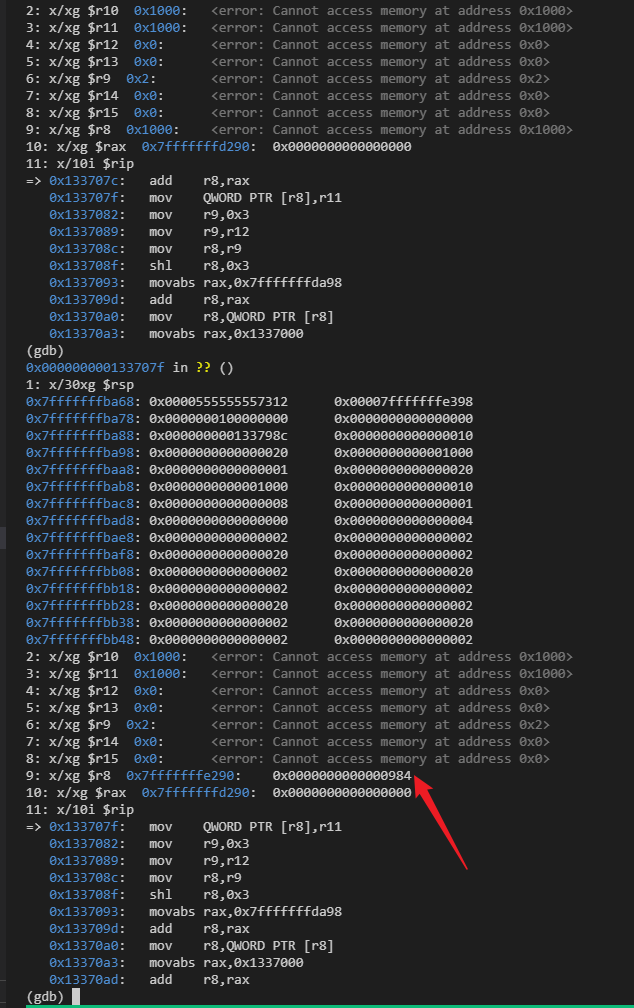 2: x/xg $r10  0x1000:   <error: Cannot access memory at address 0x1000>
3: x/xg $r11  0x1000:   <error: Cannot access memory at address 0x1000>
4: x/xg $r12  0x0:      <error: Cannot access memory at address 0x0>
5: x/xg $r13  0x0:      <error: Cannot access memory at address 0x0>
6: x/xg $r9  0x2:       <error: Cannot access memory at address 0x2>
7: x/xg $r14  0x0:      <error: Cannot access memory at address 0x0>
8: x/xg $r15  0x0:      <error: Cannot access memory at address 0x0>
9: x/xg $r8  0x1000:    <error: Cannot access memory at address 0x1000>
10: x/xg $rax  0x7fffffffd290:  0x0000000000000000
11: x/10i $rip
=> 0x133707c:   add    r8,rax
   0x133707f:   mov    QWORD PTR [r8],r11
   0x1337082:   mov    r9,0x3
   0x1337089:   mov    r9,r12
   0x133708c:   mov    r8,r9
   0x133708f:   shl    r8,0x3
   0x1337093:   movabs rax,0x7fffffffda98
   0x133709d:   add    r8,rax
   0x13370a0:   mov    r8,QWORD PTR [r8]
   0x13370a3:   movabs rax,0x1337000
(gdb)
0x000000000133707f in ?? ()
1: x/30xg $rsp
0x7fffffffba68: 0x0000555555557312      0x00007fffffffe398
0x7fffffffba78: 0x0000000100000000      0x0000000000000000
0x7fffffffba88: 0x000000000133798c      0x0000000000000010
0x7fffffffba98: 0x0000000000000020      0x0000000000001000
0x7fffffffbaa8: 0x0000000000000001      0x0000000000000020
0x7fffffffbab8: 0x0000000000001000      0x0000000000000010
0x7fffffffbac8: 0x0000000000000008      0x0000000000000001
0x7fffffffbad8: 0x0000000000000000      0x0000000000000004
0x7fffffffbae8: 0x0000000000000002      0x0000000000000002
0x7fffffffbaf8: 0x0000000000000020      0x0000000000000002
0x7fffffffbb08: 0x0000000000000002      0x0000000000000020
0x7fffffffbb18: 0x0000000000000002      0x0000000000000002
0x7fffffffbb28: 0x0000000000000020      0x0000000000000002
0x7fffffffbb38: 0x0000000000000002      0x0000000000000020
0x7fffffffbb48: 0x0000000000000002      0x0000000000000002
2: x/xg $r10  0x1000:   <error: Cannot access memory at address 0x1000>
3: x/xg $r11  0x1000:   <error: Cannot access memory at address 0x1000>
4: x/xg $r12  0x0:      <error: Cannot access memory at address 0x0>
5: x/xg $r13  0x0:      <error: Cannot access memory at address 0x0>
6: x/xg $r9  0x2:       <error: Cannot access memory at address 0x2>
7: x/xg $r14  0x0:      <error: Cannot access memory at address 0x0>
8: x/xg $r15  0x0:      <error: Cannot access memory at address 0x0>
9: x/xg $r8  0x7fffffffe290:    0x0000000000000984
10: x/xg $rax  0x7fffffffd290:  0x0000000000000000
11: x/10i $rip
=> 0x133707f:   mov    QWORD PTR [r8],r11
   0x1337082:   mov    r9,0x3
   0x1337089:   mov    r9,r12
   0x133708c:   mov    r8,r9
   0x133708f:   shl    r8,0x3
   0x1337093:   movabs rax,0x7fffffffda98
   0x133709d:   add    r8,rax
   0x13370a0:   mov    r8,QWORD PTR [r8]
   0x13370a3:   movabs rax,0x1337000
   0x13370ad:   add    r8,rax
(gdb)